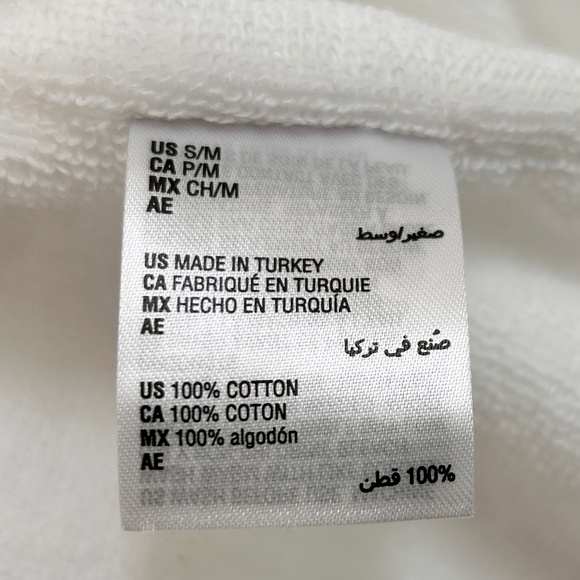 US S/M
CA P/M
MX CH/M
AE
صغير/وسط
US MADE IN TURKEY
CA FABRIQUÉ EN TURQUIE
MX HECHO EN TURQUÍA
AE
صُنع في تركيا
US 100% COTTON
CA 100% COTON
MX 100% algodón
AE
100% قطن